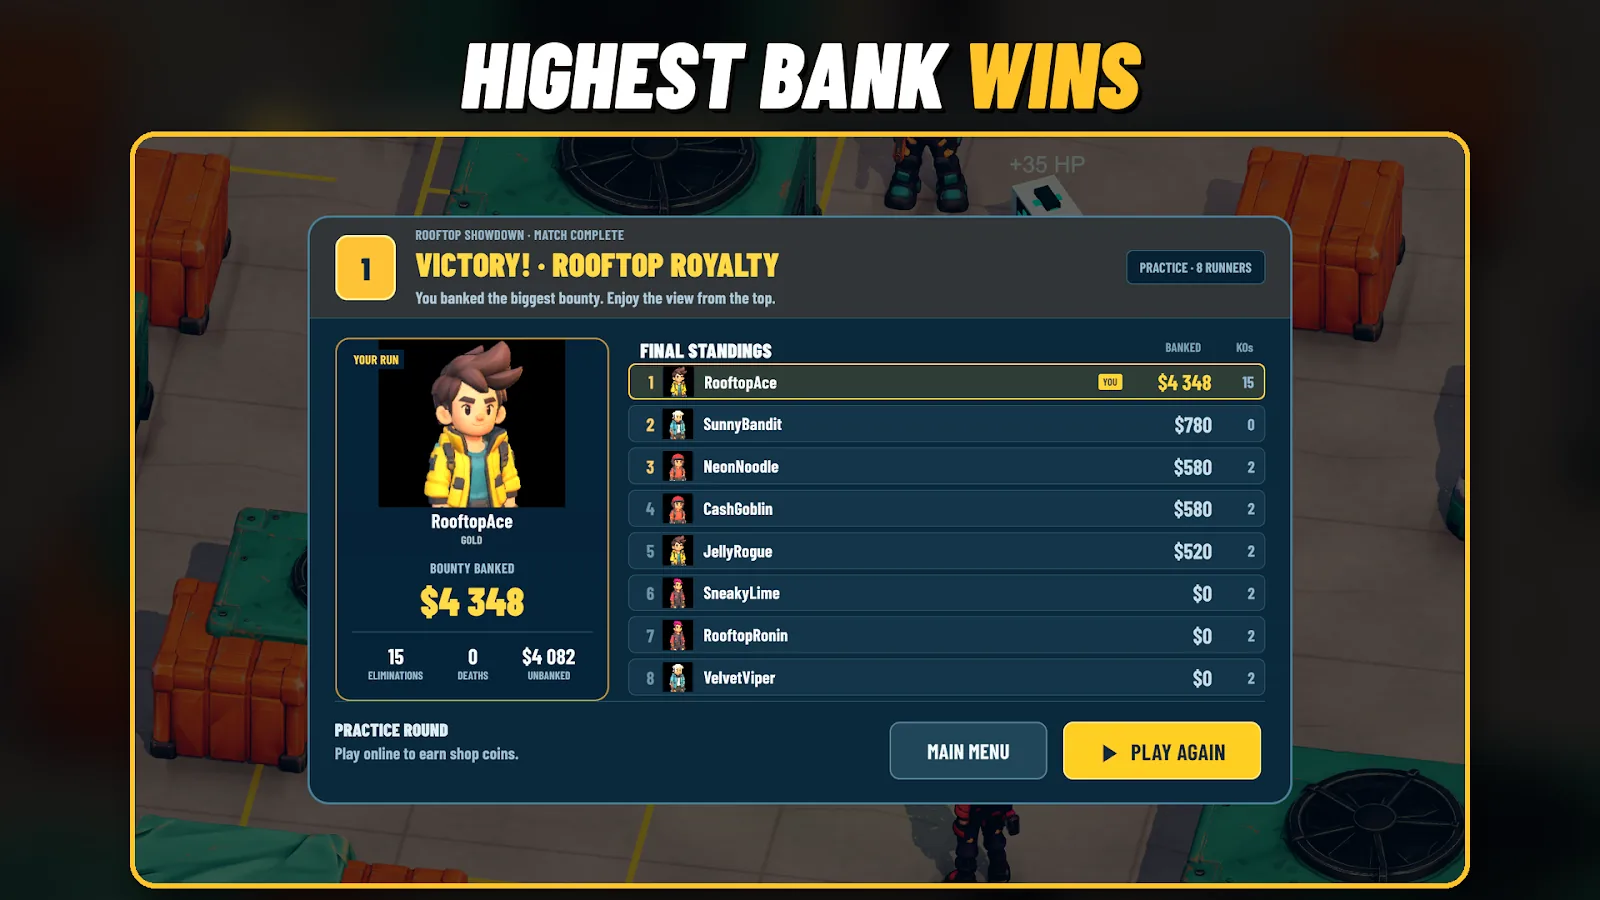 HIGHEST BANK WINS
+35 HP
1
ROOFTOP SHOWDOWN · MATCH COMPLETE
VICTORY! · ROOFTOP ROYALTY
You banked the biggest bounty. Enjoy the view from the top.
PRACTICE · 8 RUNNERS
YOUR RUN
RooftopAce
GOLD
BOUNTY BANKED
$4 348
15 0 $4 082
ELIMINATIONS DEATHS UNBANKED
FINAL STANDINGS BANKED KOs
1 RooftopAce YOU $4 348 15
2 SunnyBandit $780 0
3 NeonNoodle $580 2
4 CashGoblin $580 2
5 JellyRogue $520 2
6 SneakyLime $0 2
7 RooftopRonin $0 2
8 VelvetViper $0 2
PRACTICE ROUND
Play online to earn shop coins.
MAIN MENU
PLAY AGAIN